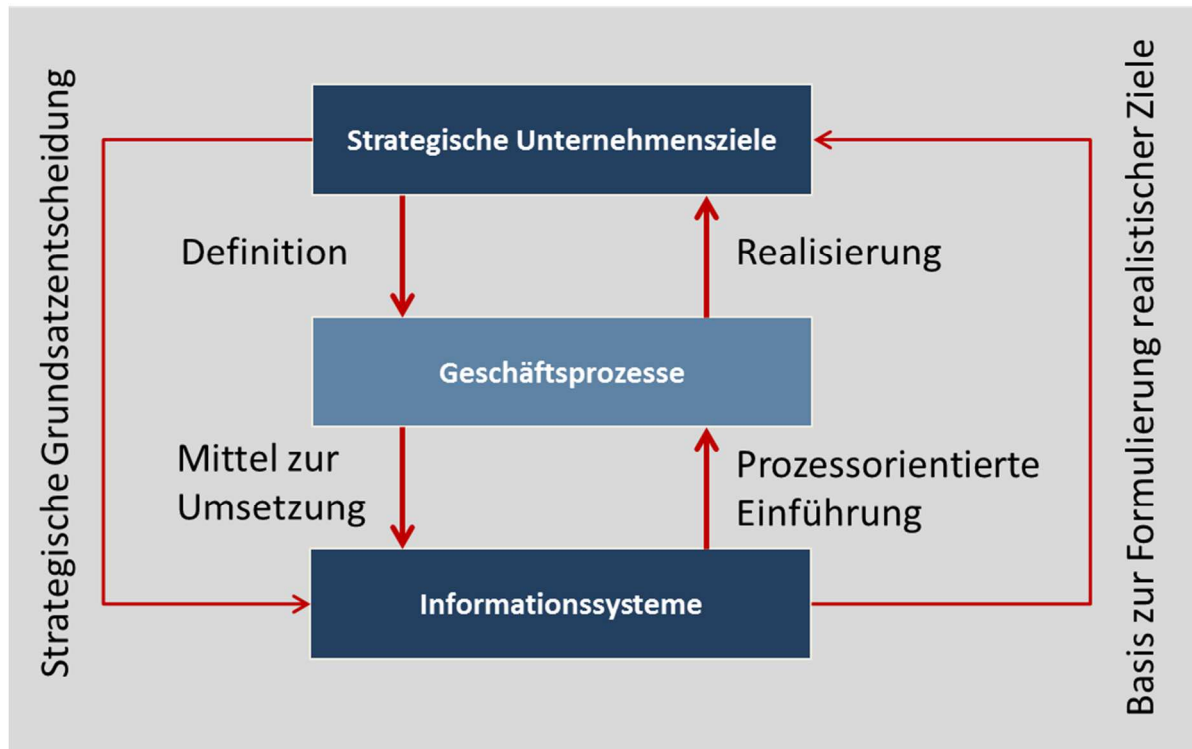 Strategische Grundsatzentscheidung
Strategische Unternehmensziele
Definition
Realisierung
Geschäftsprozesse
Mittel zur
Umsetzung
Prozessorientierte
Einführung
Informationssysteme
Basis zur Formulierung realistischer Ziele